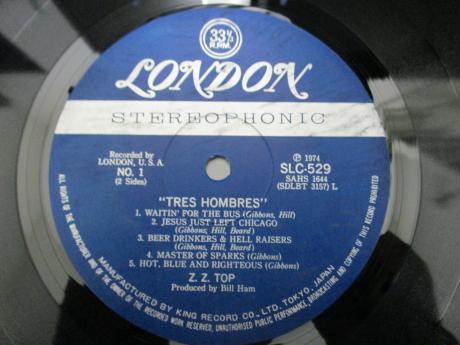 33⅓
R.P.M.
LONDON
STEREOPHONIC
Recorded by
LONDON, U.S.A.
NO. 1
(2 Sides)
Ⓟ 1974
SLC-529
SAHS 1644
(SDLBT 3157) L
"TRES HOMBRES"
1. WAITIN' FOR THE BUS (Gibbons, Hill)
2. JESUS JUST LEFT CHICAGO
(Gibbons, Hill, Beard)
3. BEER DRINKERS & HELL RAISERS
(Gibbons, Hill, Beard)
4. MASTER OF SPARKS (Gibbons)
5. HOT, BLUE AND RIGHTEOUS (Gibbons)
Z. Z. TOP
Produced by Bill Ham
MANUFACTURED BY KING RECORD CO., LTD. TOKYO, JAPAN
ALL RIGHTS OF THE MANUFACTURER AND OF THE OWNER OF THE RECORDED WORK RESERVED, UNAUTHORISED PUBLIC PERFORMANCE, BROADCASTING AND COPYING OF THIS RECORD PROHIBITED